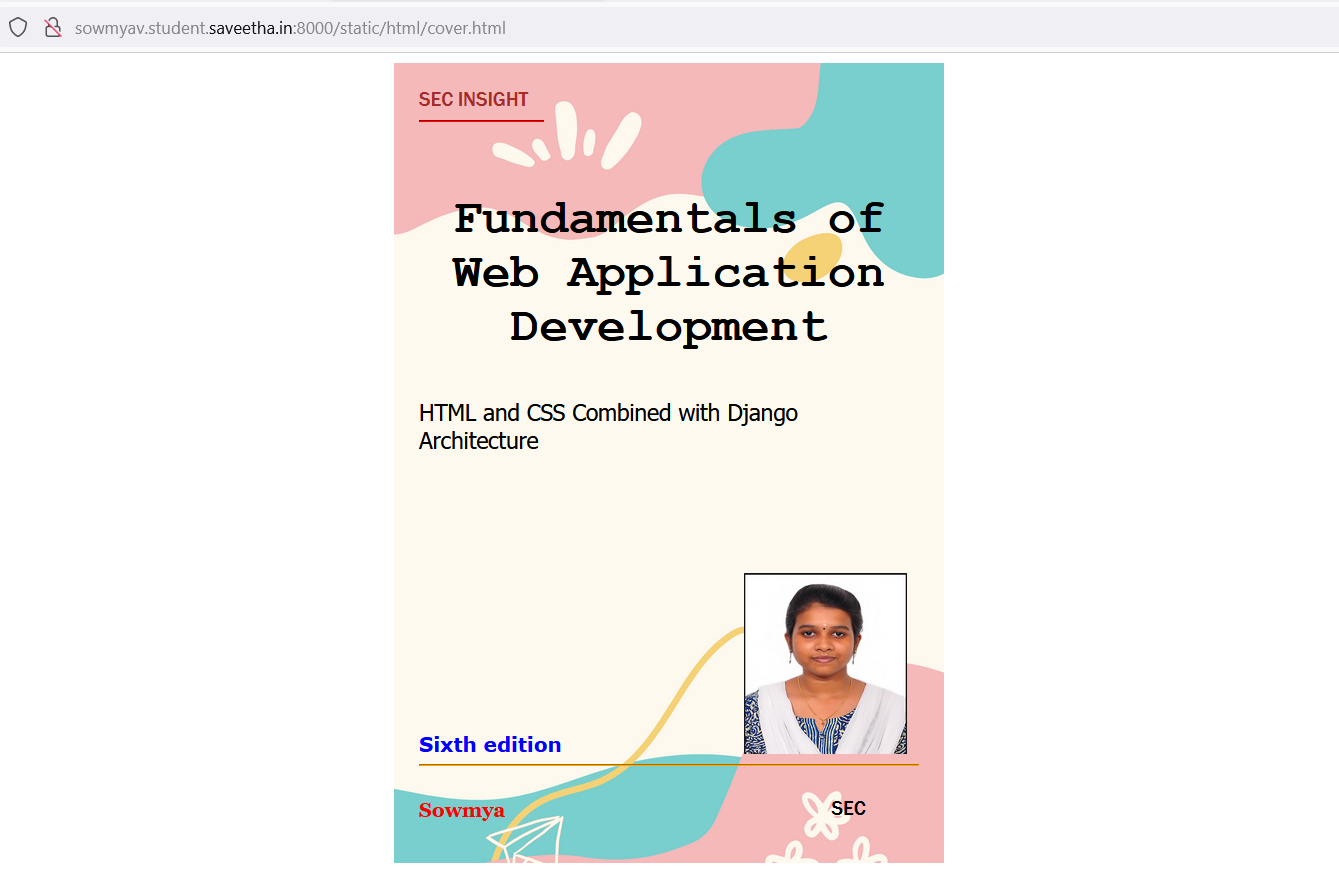 sowmyav.student.saveetha.in:8000/static/html/cover.html
SEC INSIGHT
Fundamentals of
Web Application
Development
HTML and CSS Combined with Django
Architecture
Sixth edition
Sowmya
SEC